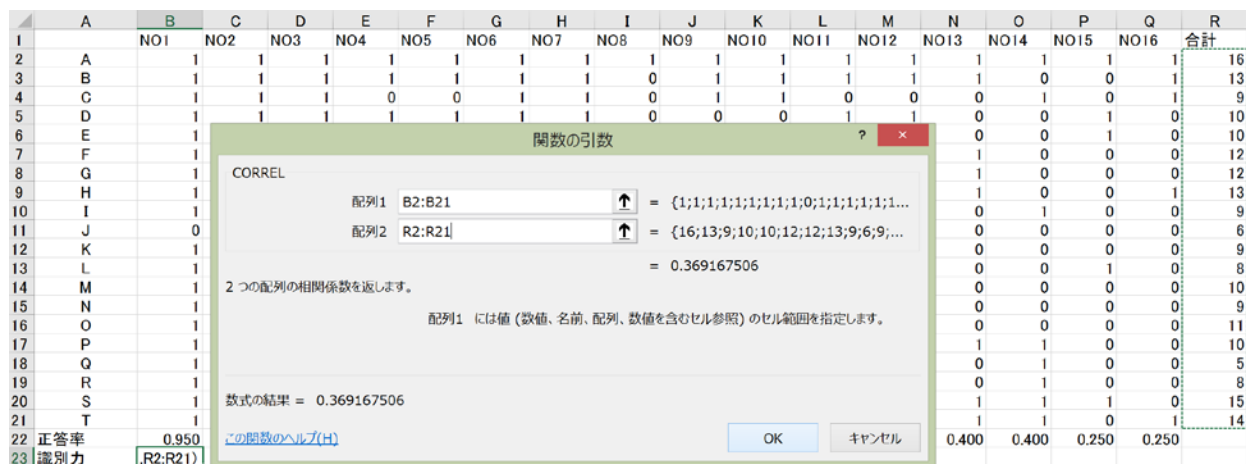 A B C D E F G H I J K L M N O P Q R
1 NO1 NO2 NO3 NO4 NO5 NO6 NO7 NO8 NO9 NO10 NO11 NO12 NO13 NO14 NO15 NO16 合計
2 A 1 1 1 1 1 1 1 1 1 1 1 1 1 1 1 1 16
3 B 1 1 1 1 1 1 1 0 1 1 1 1 1 0 0 1 13
4 C 1 1 1 0 0 1 1 0 1 1 0 0 0 1 0 1 9
5 D 1 1 1 1 1 1 1 0 0 0 1 1 0 0 1 0 10
6 E 1 0 0 1 0 10
7 F 1 1 0 0 0 12
8 G 1 1 0 0 0 12
9 H 1 1 0 0 1 13
10 I 1 0 1 0 0 9
11 J 0 0 0 0 0 6
12 K 1 0 0 0 0 9
13 L 1 0 0 1 0 8
14 M 1 0 0 0 0 10
15 N 1 0 0 0 0 9
16 O 1 0 0 0 0 11
17 P 1 1 1 0 0 10
18 Q 1 0 1 0 0 5
19 R 1 0 1 0 0 8
20 S 1 1 1 1 0 15
21 T 1 1 1 0 1 14
22 正答率 0.950 0.400 0.400 0.250 0.250
23 識別力 ,R2:R21)
関数の引数 ? ×
CORREL
配列1 B2:B21 = {1;1;1;1;1;1;1;1;1;0;1;1;1;1;1;1...
配列2 R2:R21 = {16;13;9;10;10;12;12;13;9;6;9;...
= 0.369167506
2 つの配列の相関係数を返します。
配列1 には値 (数値、名前、配列、数値を含むセル参照) のセル範囲を指定します。
数式の結果 = 0.369167506
この関数のヘルプ(H)
OK キャンセル